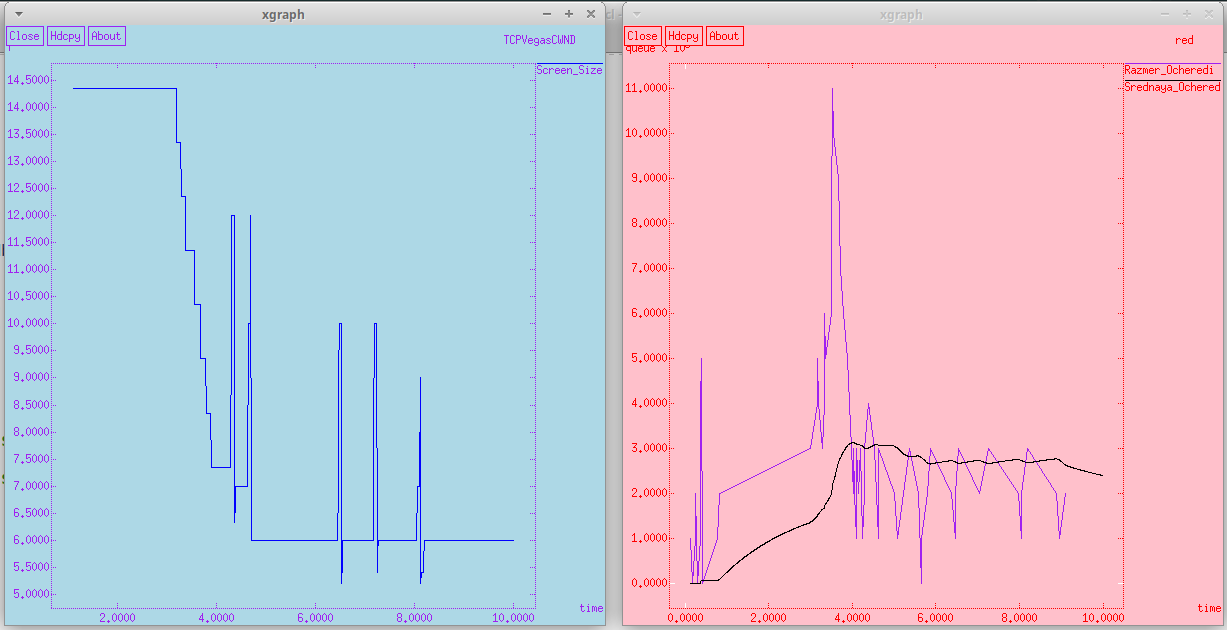 xgraph
Close Hdcpy About
TCPVegasCWND
Screen_Size
14.5000
14.0000
13.5000
13.0000
12.5000
12.0000
11.5000
11.0000
10.5000
10.0000
9.5000
9.0000
8.5000
8.0000
7.5000
7.0000
6.5000
6.0000
5.5000
5.0000
time
2.0000 4.0000 6.0000 8.0000 10.0000
xgraph
Close Hdcpy About
queue x 10
red
Razmer_Ocheredi
Srednaya_Ochered
11.0000
10.0000
9.0000
8.0000
7.0000
6.0000
5.0000
4.0000
3.0000
2.0000
1.0000
0.0000
time
0.0000 2.0000 4.0000 6.0000 8.0000 10.0000